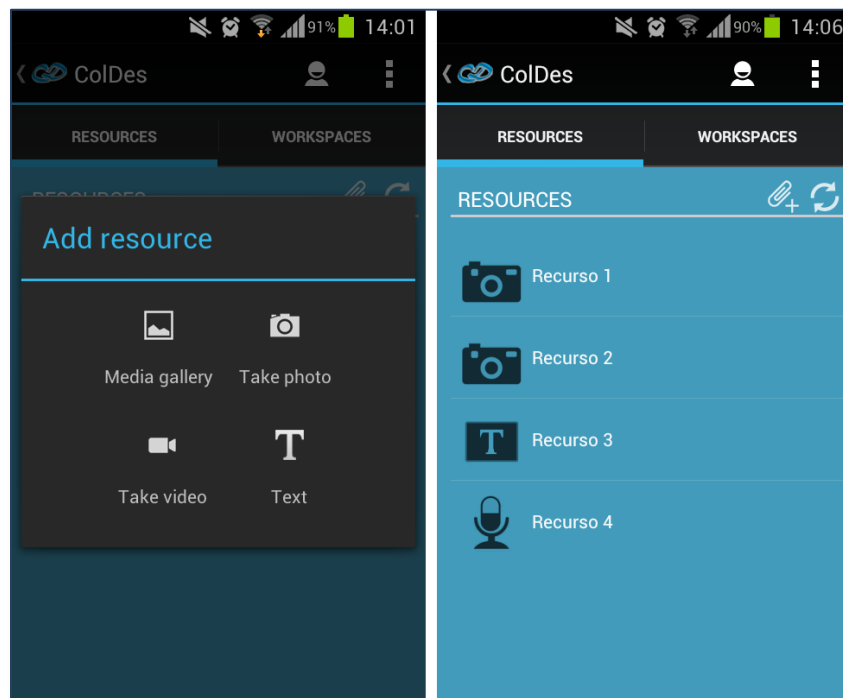 91% 14:01
ColDes
RESOURCES WORKSPACES
RESOURCES
Add resource
Media gallery Take photo
T
Take video Text
90% 14:06
ColDes
RESOURCES WORKSPACES
RESOURCES
Recurso 1
Recurso 2
T Recurso 3
Recurso 4